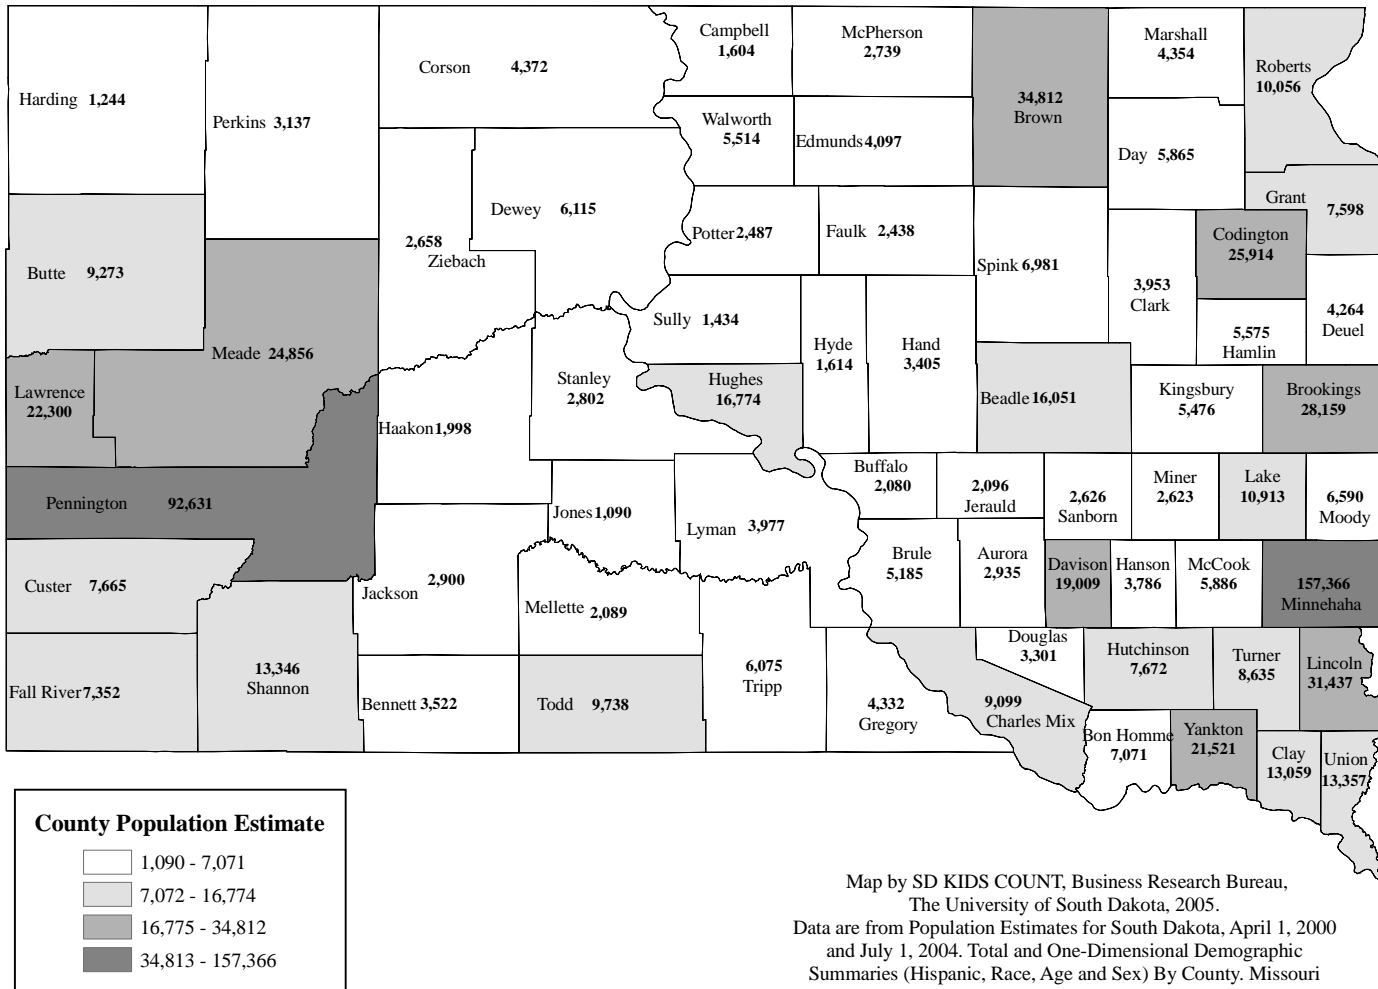 Harding 1,244
Perkins 3,137
Corson 4,372
Campbell
1,604
McPherson
2,739
34,812
Brown
Marshall
4,354
Roberts
10,056
Walworth
5,514
Edmunds 4,097
Day 5,865
Grant 7,598
Butte 9,273
Meade 24,856
2,658
Ziebach
Dewey 6,115
Potter 2,487
Faulk 2,438
Spink 6,981
3,953
Clark
Codington
25,914
4,264
Deuel
5,575
Hamlin
Lawrence
22,300
Haakon 1,998
Stanley
2,802
Sully 1,434
Hughes
16,774
Hyde
1,614
Hand
3,405
Beadle 16,051
Kingsbury
5,476
Brookings
28,159
Pennington 92,631
Jones 1,090
Lyman 3,977
Buffalo
2,080
2,096
Jerauld
2,626
Sanborn
Miner
2,623
Lake
10,913
6,590
Moody
Custer 7,665
2,900
Jackson
Mellette 2,089
Brule
5,185
Aurora
2,935
Davison
19,009
Hanson
3,786
McCook
5,886
157,366
Minnehaha
Fall River 7,352
13,346
Shannon
Bennett 3,522
Todd 9,738
6,075
Tripp
4,332
Gregory
Douglas
3,301
9,099
Charles Mix
Hutchinson
7,672
Turner
8,635
Lincoln
31,437
Bon Homme
7,071
Yankton
21,521
Clay
13,059
Union
13,357
County Population Estimate
1,090 - 7,071
7,072 - 16,774
16,775 - 34,812
34,813 - 157,366
Map by SD KIDS COUNT, Business Research Bureau,
The University of South Dakota, 2005.
Data are from Population Estimates for South Dakota, April 1, 2000
and July 1, 2004. Total and One-Dimensional Demographic
Summaries (Hispanic, Race, Age and Sex) By County. Missouri